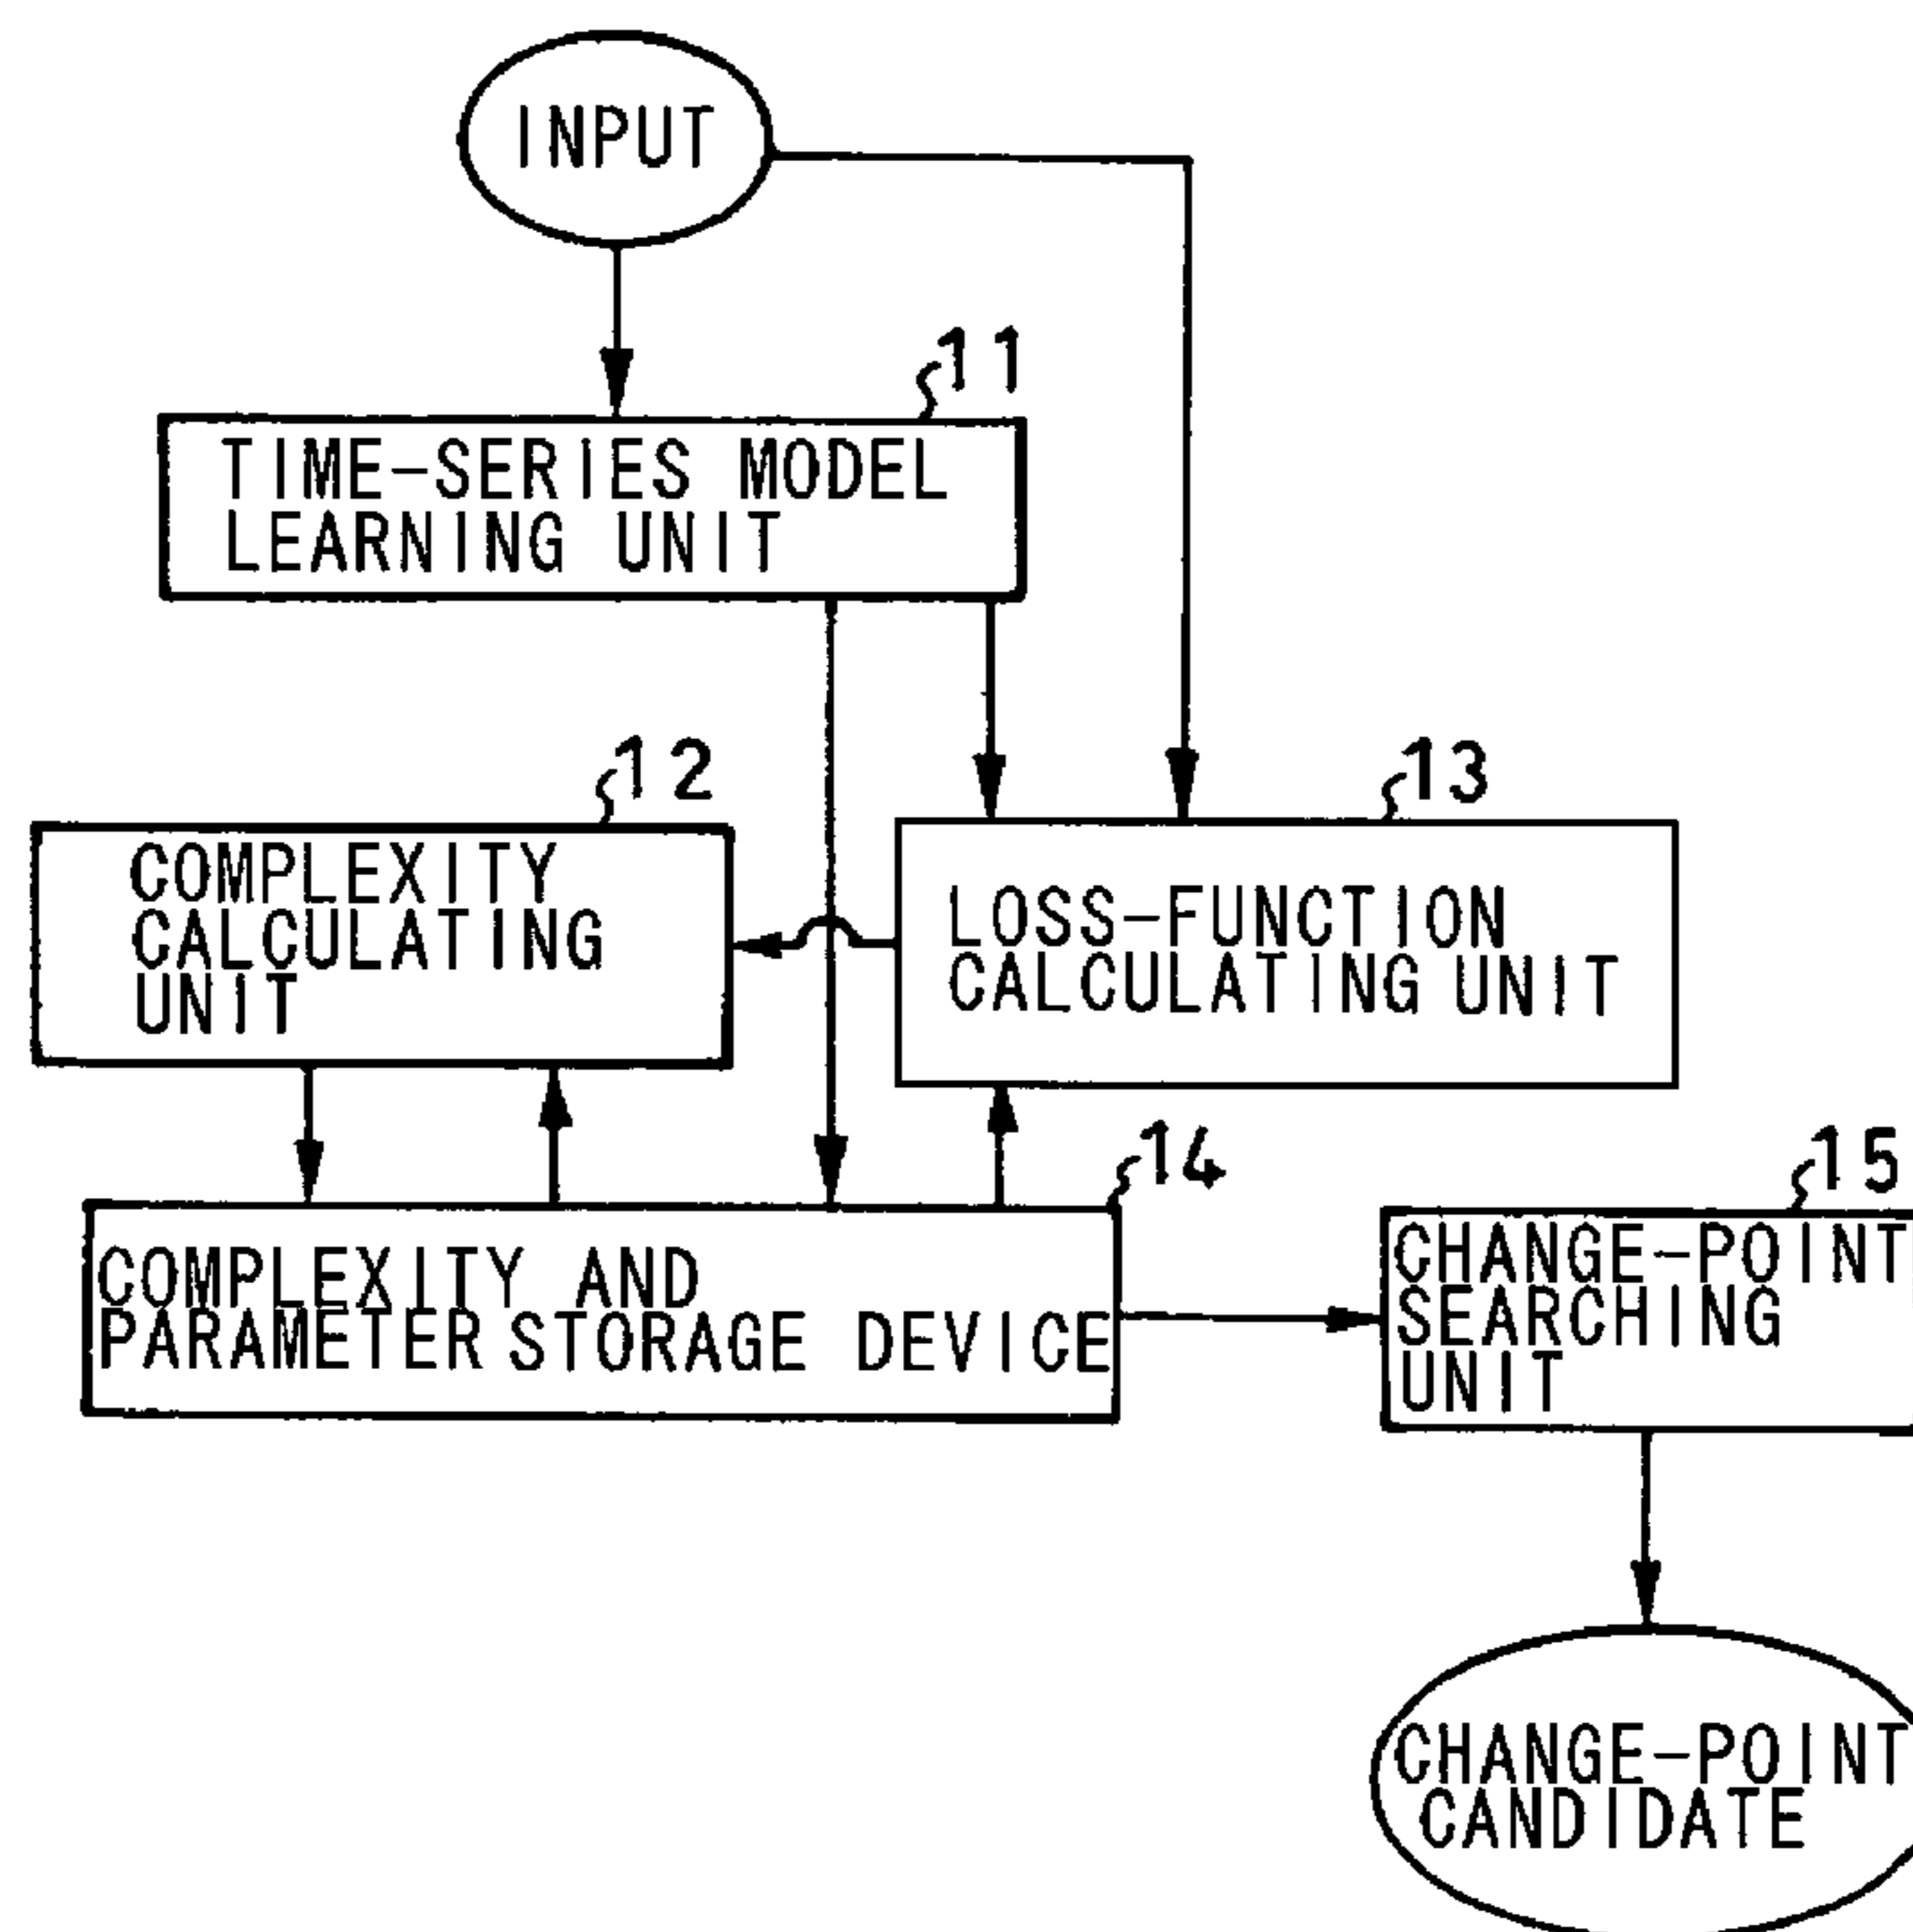 INPUT
11
TIME-SERIES MODEL
LEARNING UNIT
12
13
COMPLEXITY
CALCULATING
UNIT
LOSS-FUNCTION
CALCULATING UNIT
14
15
COMPLEXITY AND
PARAMETER STORAGE DEVICE
CHANGE-POINT
SEARCHING
UNIT
CHANGE-POINT
CANDIDATE